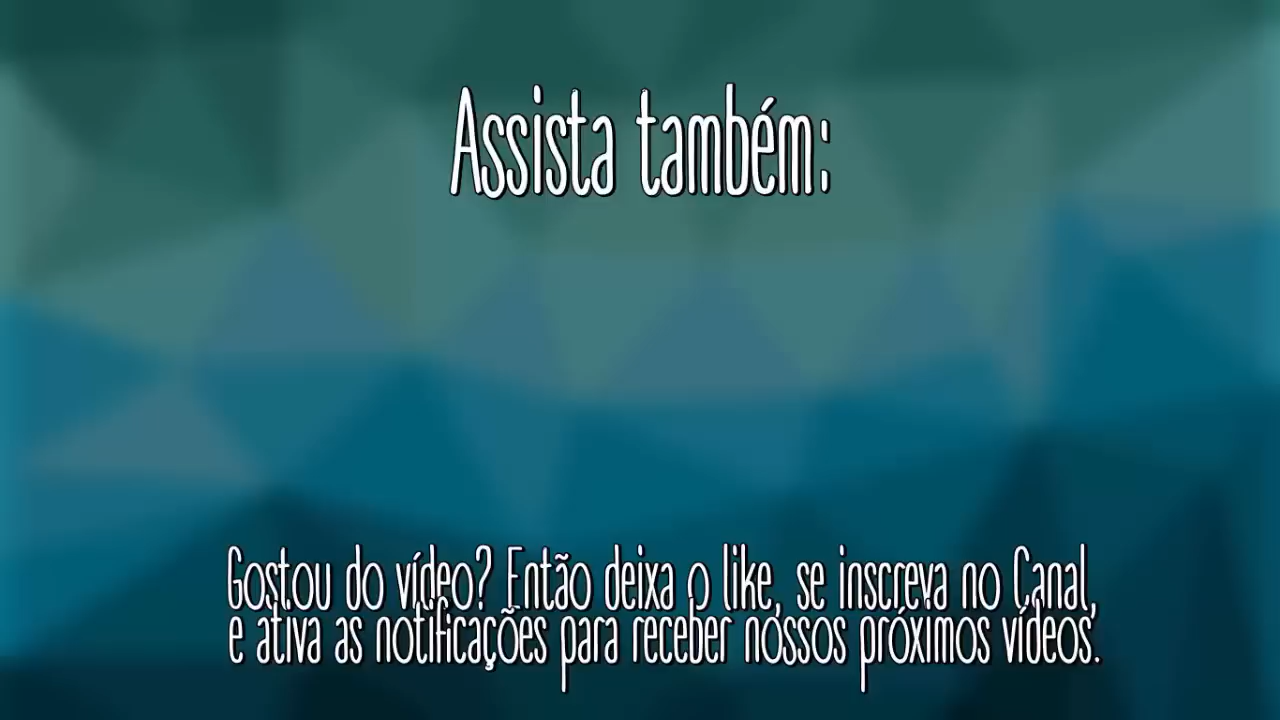 Assista também:
Gostou do vídeo? Então deixa o like, se inscreva no Canal,
e ativa as notificações para receber nossos próximos vídeos.